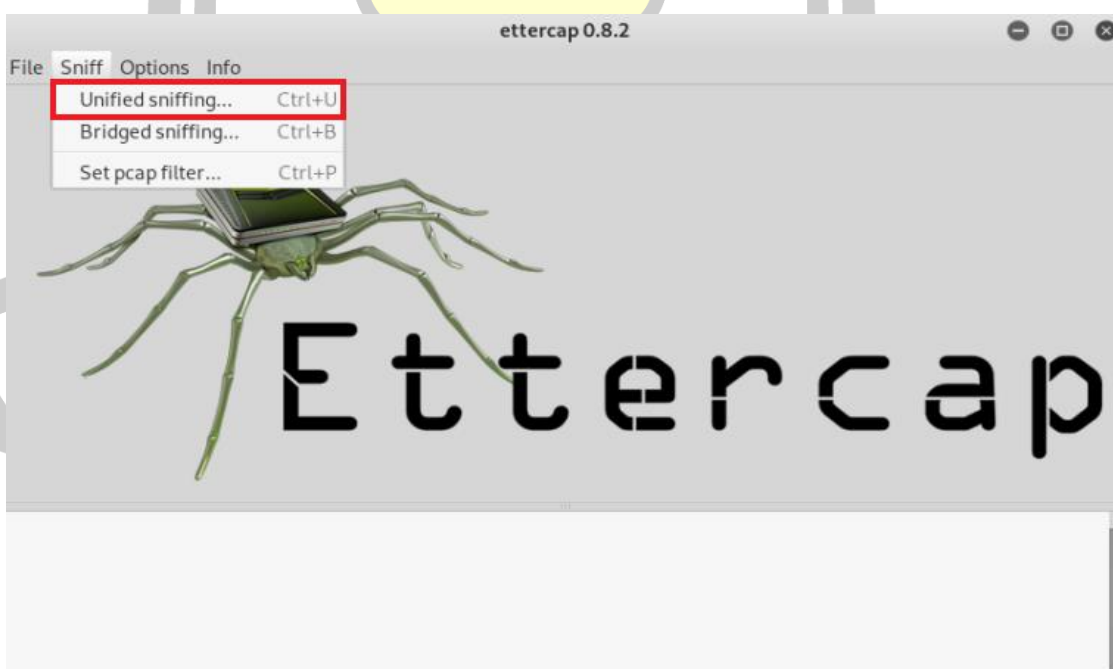 ettercap 0.8.2
File Sniff Options Info
Unified sniffing... Ctrl+U
Bridged sniffing... Ctrl+B
Set pcap filter... Ctrl+P
Ettercap